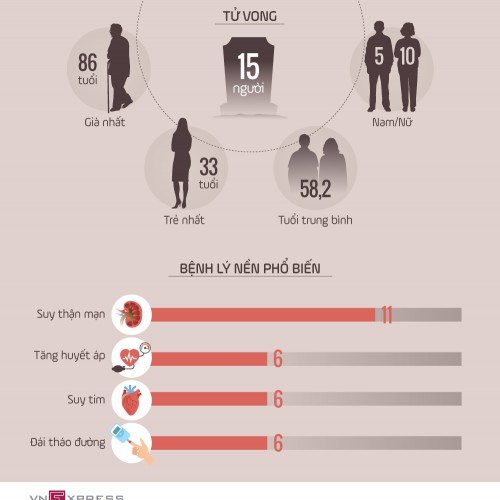 TỬ VONG
86
tuổi
15
người
5
10
Già nhất
Nam/Nữ
33
tuổi
58,2
Trẻ nhất
Tuổi trung bình
BỆNH LÝ NỀN PHỔ BIẾN
Suy thận mạn
11
Tăng huyết áp
6
Suy tim
6
Đái tháo đường
6
VNEXPRESS